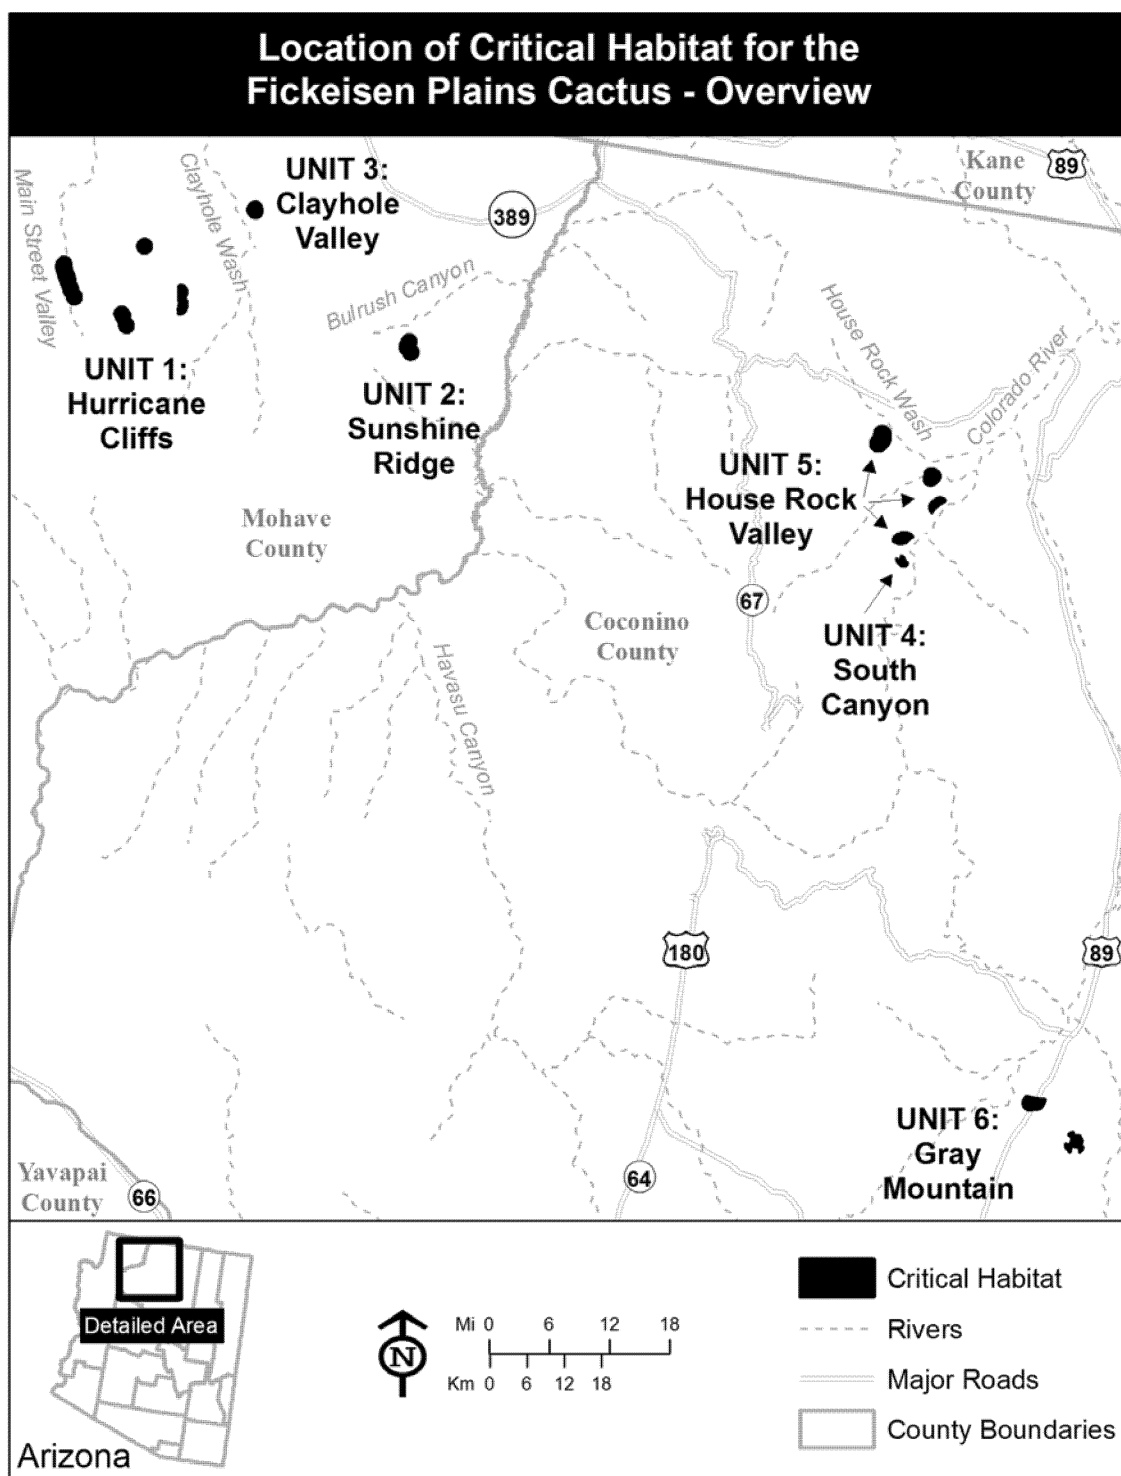 Location of Critical Habitat for the
Fickeisen Plains Cactus - Overview
Main Street Valley
Clayhole Wash
UNIT 3:
Clayhole
Valley
389
Kane
County
89
Bulrush Canyon
House Rock Wash
Colorado River
UNIT 1:
Hurricane
Cliffs
UNIT 2:
Sunshine
Ridge
UNIT 5:
House Rock
Valley
Mohave
County
67
Coconino
County
UNIT 4:
South
Canyon
Havasu Canyon
180
89
UNIT 6:
Gray
Mountain
Yavapai
County
66
64
Detailed Area
Arizona
N
Mi 0 6 12 18
Km 0 6 12 18
Critical Habitat
Rivers
Major Roads
County Boundaries